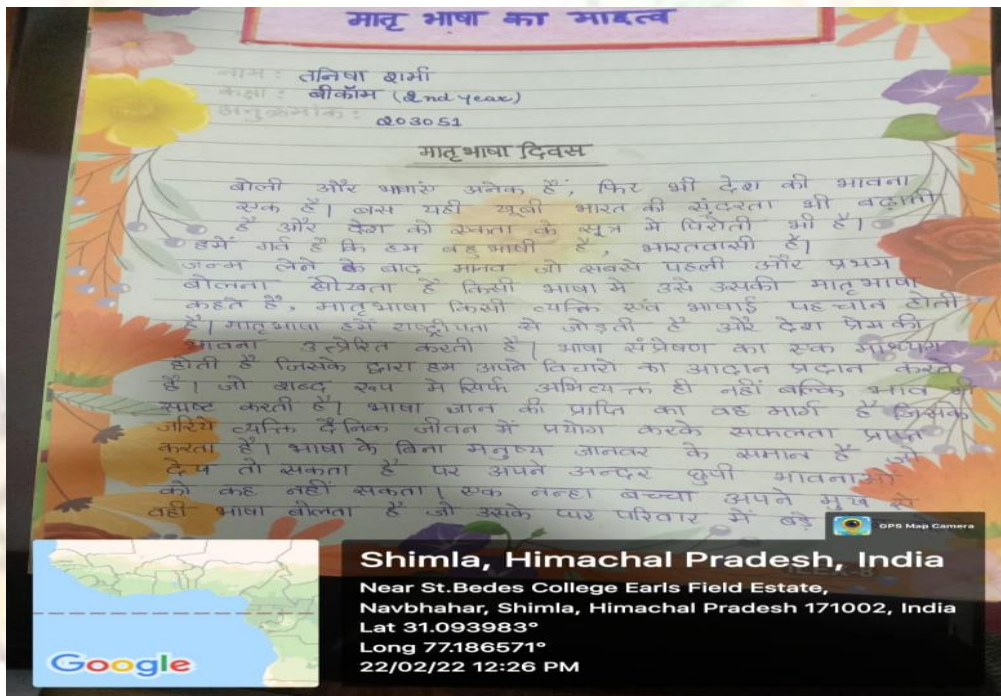 मातृ भाषा का माहत्व
नाम: तनिषा शर्मा
कक्षा: बीकॉम (2nd year)
अनुक्रमांक:
203051
मातृभाषा दिवस
बोली और भाषाएं अनेक हैं, फिर भी देश की भावना
एक है। बस यही खूबी भारत की सुंदरता भी बढ़ाती
है और देश को एकता के सूत्र में पिरोती भी है।
हमें गर्व है कि हम बहुभाषी हैं, भारतवासी हैं।
जन्म लेने के बाद मानव जो सबसे पहली और प्रथम
बोलना सीखता है किसी भाषा में उसे उसकी मातृभाषा
कहते हैं, मातृभाषा किसी व्यक्ति एवं भाषाई पहचान होती
है। मातृभाषा हमें राष्ट्रीयता से जोड़ती है और देश प्रेम की
भावना उत्प्रेरित करती है। भाषा संप्रेषण का एक माध्यम
होती है जिसके द्वारा हम अपने विचारों का आदान प्रदान करते
हैं। जो शब्द रूप में सिर्फ अभिव्यक्त ही नहीं बल्कि भाव भी
स्पष्ट करती है। भाषा ज्ञान की प्राप्ति का वह मार्ग है जिसके
जरिये व्यक्ति दैनिक जीवन में प्रयोग करके सफलता प्राप्त
करता है। भाषा के बिना मनुष्य जानवर के समान है जो
देख तो सकता है पर अपने अन्दर छुपी भावनाओं
को कह नहीं सकता। एक नन्हा बच्चा अपने मुख से
वही भाषा बोलता है जो उसके घर परिवार में बड़े
GPS Map Camera
Shimla, Himachal Pradesh, India
Near St.Bedes College Earls Field Estate,
Navbhahar, Shimla, Himachal Pradesh 171002, India
Lat 31.093983°
Long 77.186571°
22/02/22 12:26 PM
Google